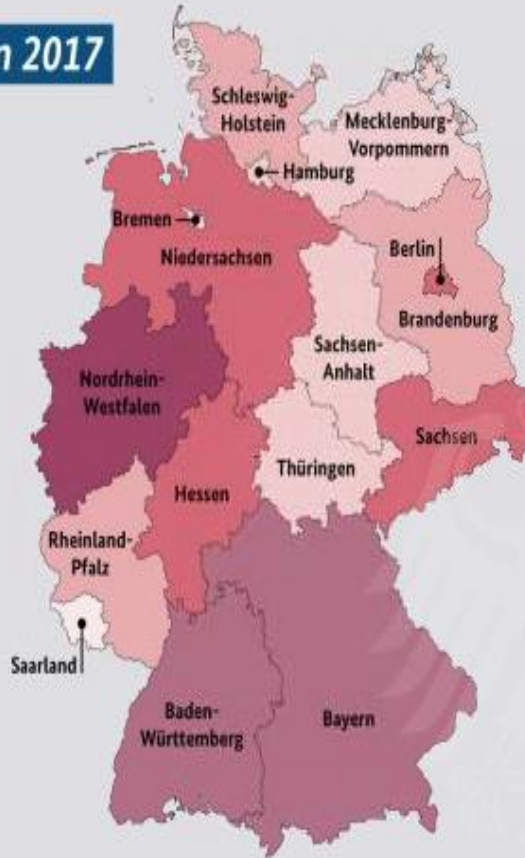 n 2017
Schleswig-
Holstein
Mecklenburg-
Vorpommern
Hamburg
Bremen
Niedersachsen
Berlin
Brandenburg
Sachsen-
Anhalt
Nordrhein-
Westfalen
Sachsen
Thüringen
Hessen
Rheinland-
Pfalz
Saarland
Baden-
Württemberg
Bayern